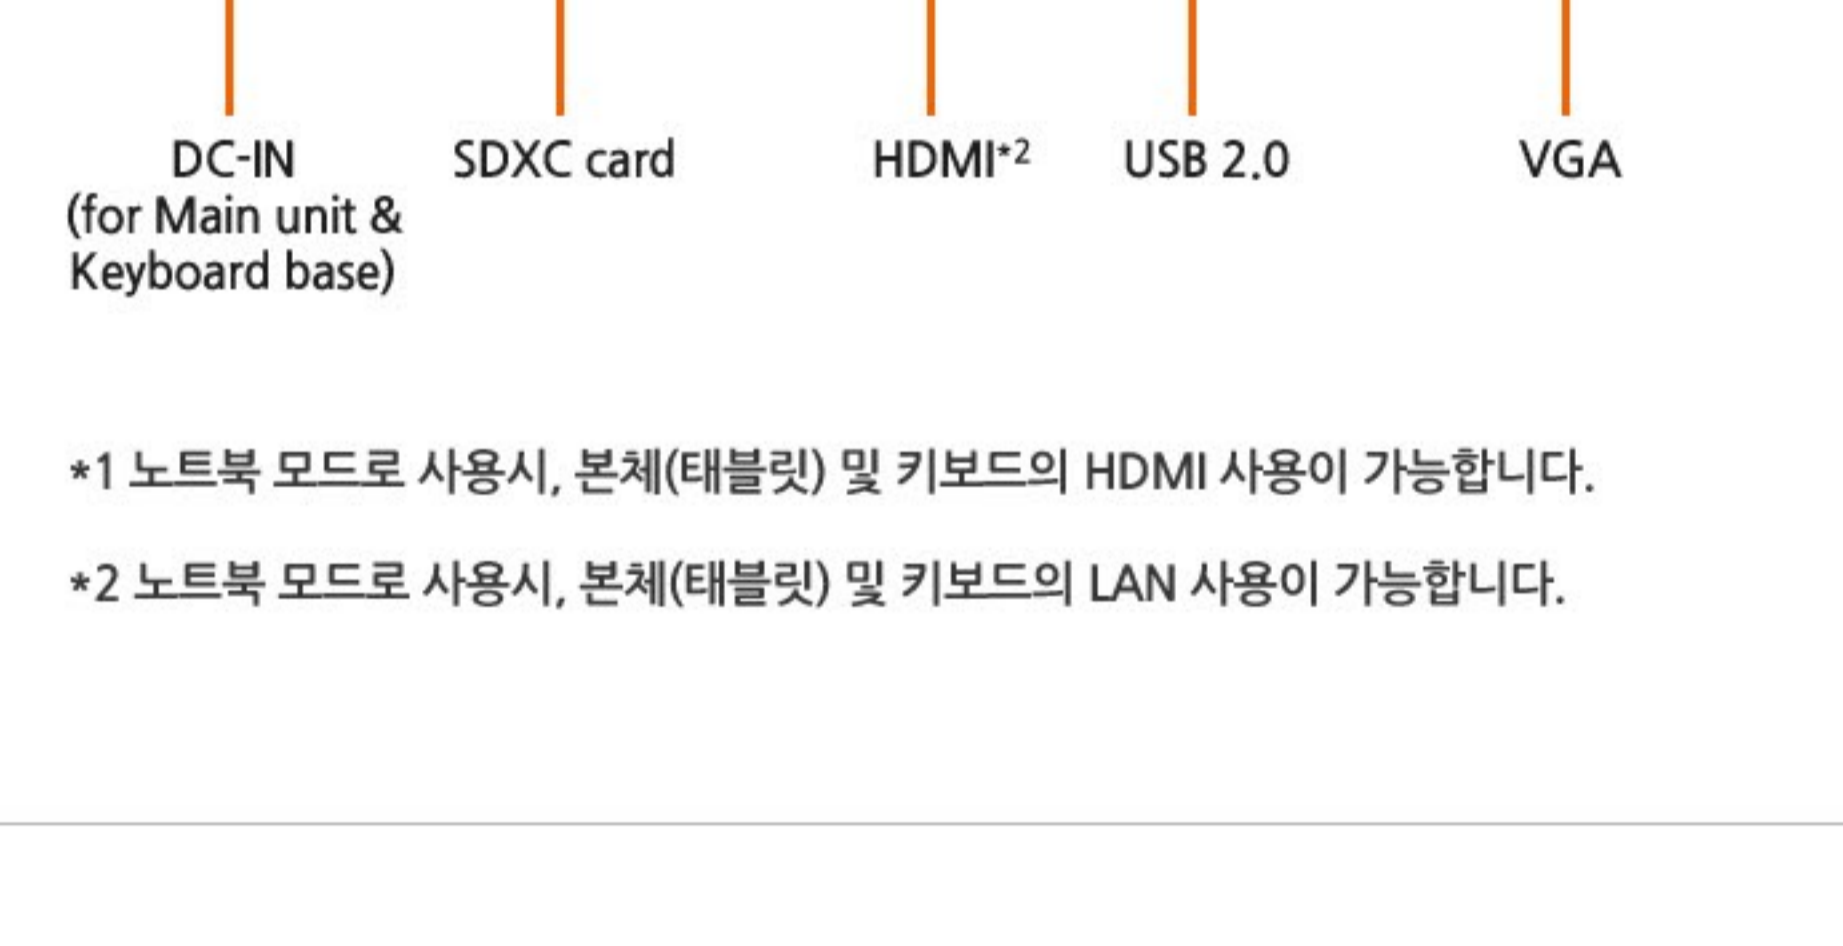 DC-IN SDXC card HDMI*2 USB 2.0 VGA
(for Main unit &
Keyboard base)
*1 노트북 모드로 사용시, 본체(태블릿) 및 키보드의 HDMI 사용이 가능합니다.
*2 노트북 모드로 사용시, 본체(태블릿) 및 키보드의 LAN 사용이 가능합니다.